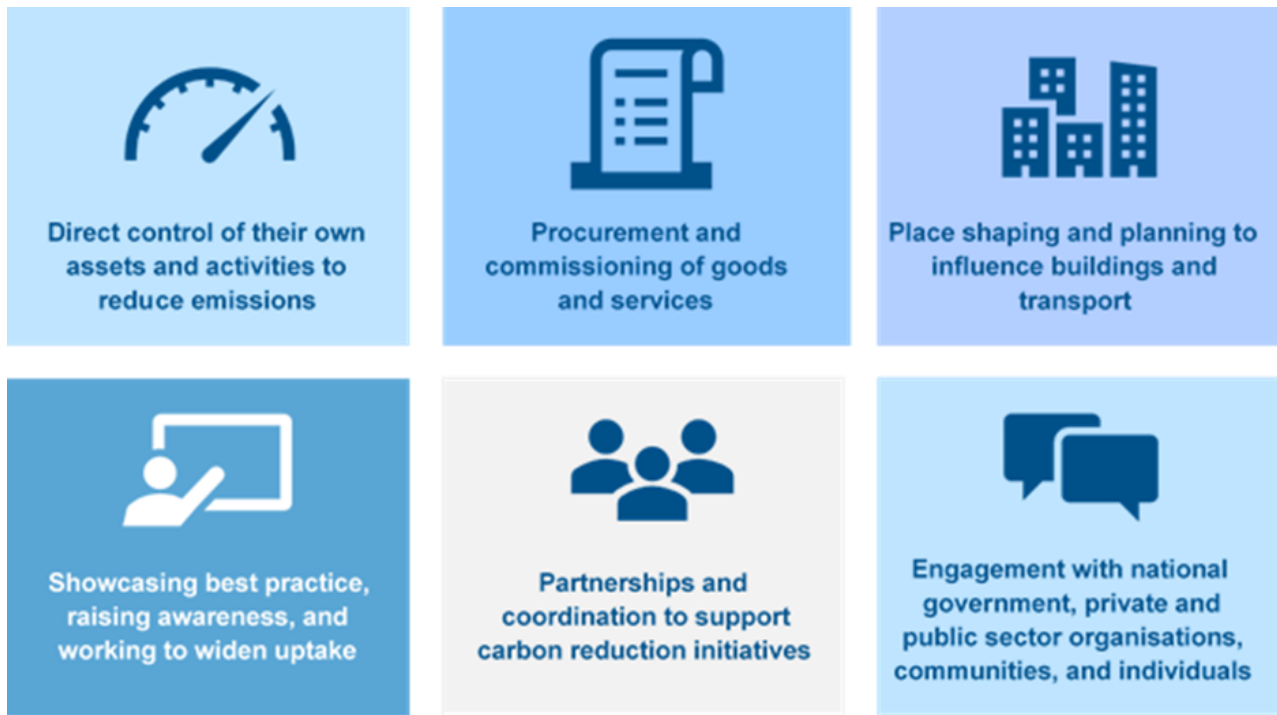 Direct control of their own
assets and activities to
reduce emissions
Procurement and
commissioning of goods
and services
Place shaping and planning to
influence buildings and
transport
Showcasing best practice,
raising awareness, and
working to widen uptake
Partnerships and
coordination to support
carbon reduction initiatives
Engagement with national
government, private and
public sector organisations,
communities, and individuals